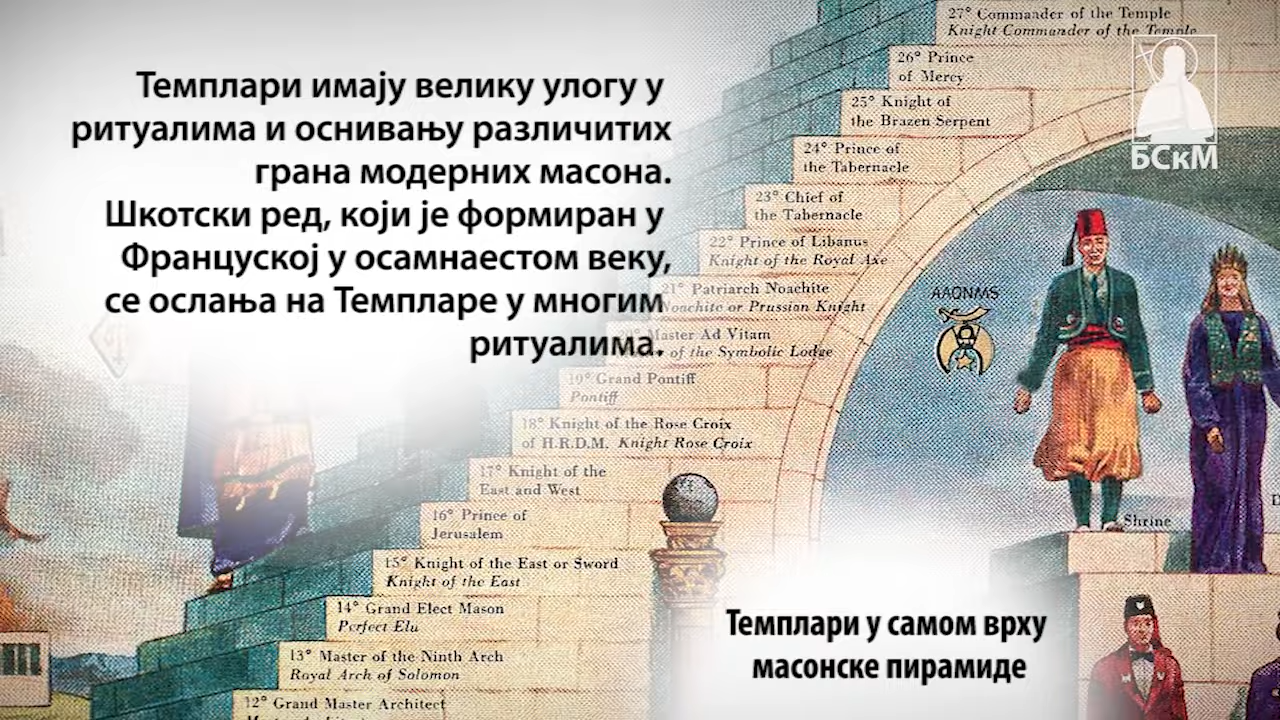 Темплари имају велику улогу у
ритуалима и оснивању различитих
грана модерних масона.
Шкотски ред, који је формиран у
Француској у осамнаестом веку,
се ослања на Темпларе у многим
ритуалима.
27° Commander of the Temple
Knight Commander of the Temple
26° Prince
of Mercy
25° Knight of
the Brazen Serpent
24° Prince of
the Tabernacle
23° Chief of
the Tabernacle
22° Prince of Libanus
Knight of the Royal Axe
21° Patriarch Noachite
Noachite or Prussian Knight
Master Ad Vitam
of the Symbolic Lodge
19° Grand Pontiff
Pontiff
18° Knight of the Rose Croix
of H.R.D.M. Knight Rose Croix
17° Knight of the
East and West
16° Prince of
Jerusalem
15° Knight of the East or Sword
Knight of the East
14° Grand Elect Mason
Perfect Elu
13° Master of the Ninth Arch
Royal Arch of Solomon
12° Grand Master Architect
БСкМ
AAONMS
Shrine
Темплари у самом врху
масонске пирамиде